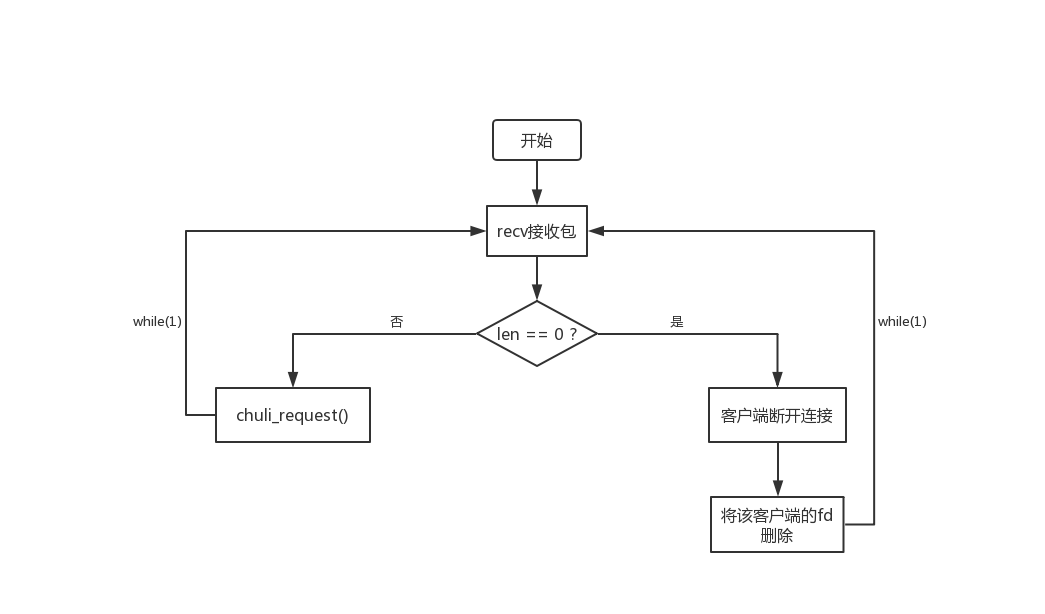 开始
recv接收包
while(1)
否
len == 0 ?
是
while(1)
chuli_request()
客户端断开连接
将该客户端的fd
删除